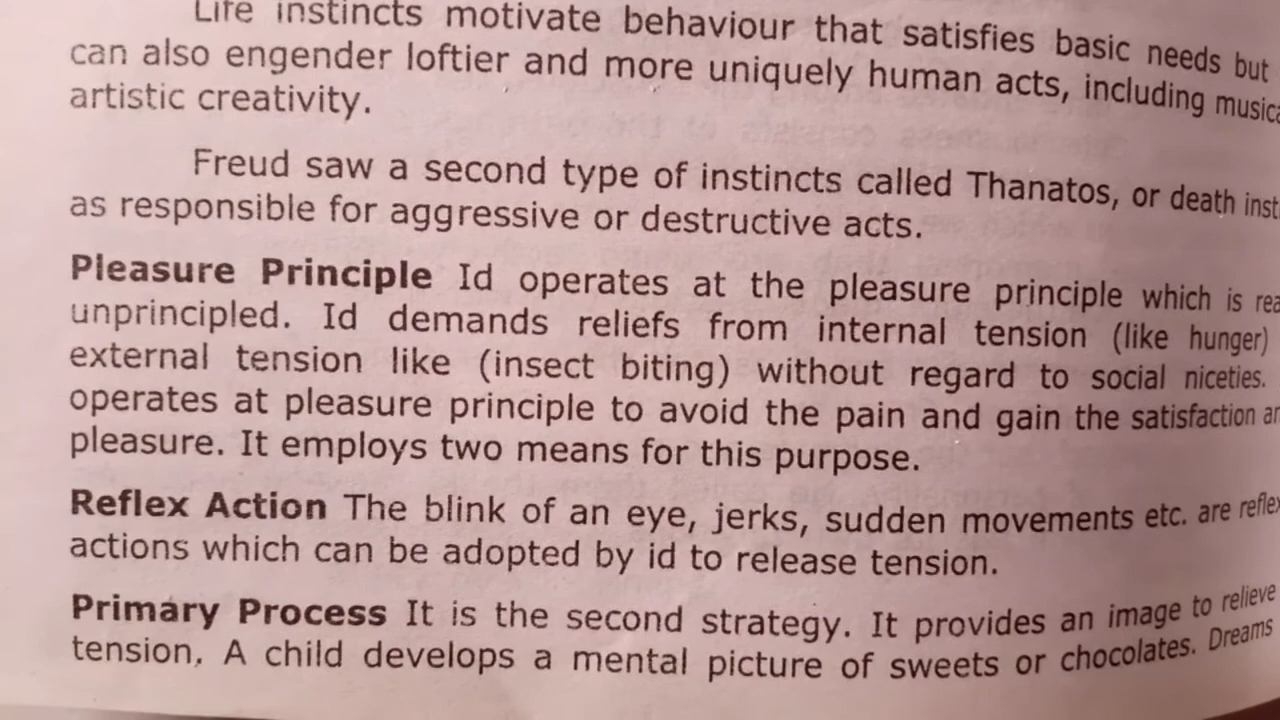 Life instincts motivate behaviour that satisfies basic needs but
can also engender loftier and more uniquely human acts, including
artistic creativity.
Freud saw a second type of instincts called Thanatos, or death
as responsible for aggressive or destructive acts.
Pleasure Principle Id operates at the pleasure principle which is
unprincipled. Id demands reliefs from internal tension (like hunger)
external tension like (insect biting) without regard to social niceties.
operates at pleasure principle to avoid the pain and gain the satisfaction
pleasure. It employs two means for this purpose.
Reflex Action The blink of an eye, jerks, sudden movements etc. are reflex
actions which can be adopted by id to release tension.
Primary Process It is the second strategy. It provides an image to relieve
tension, A child develops a mental picture of sweets or chocolates. Dreams